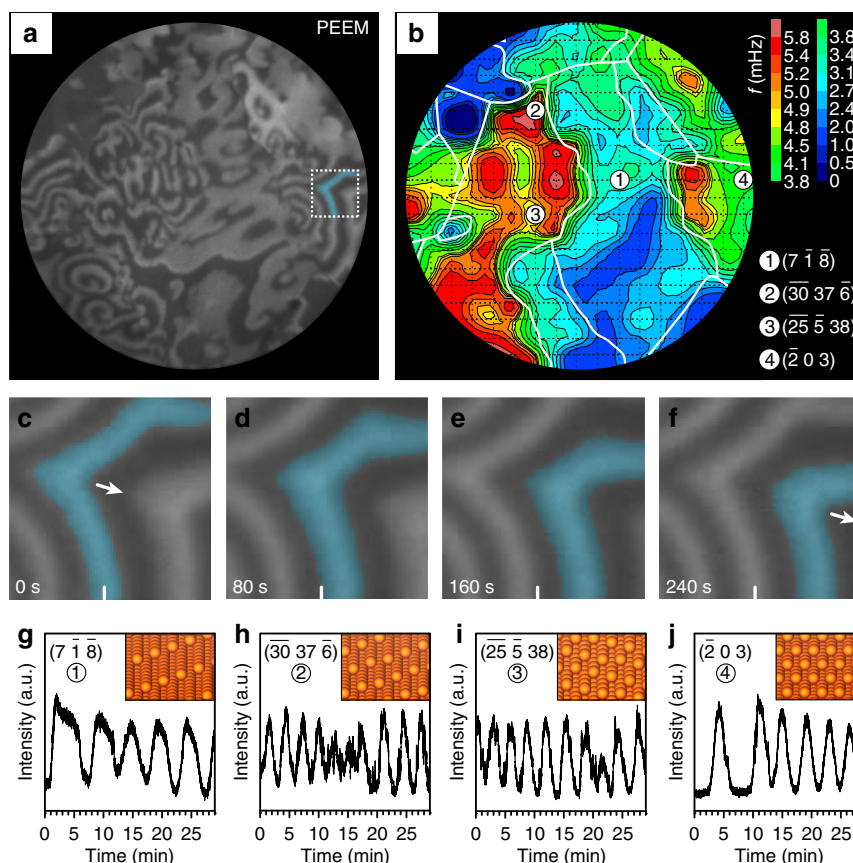 a
PEEM
b
f (mHz)
5.8
5.4
5.2
5.0
4.9
4.8
4.5
4.1
3.8
3.8
3.4
3.1
2.9
2.7
2.4
2.0
1.0
0.5
0
②
①
④
③
① (7 1̅ 8̅)
② (3̅0̅ 37 6̅)
③ (2̅5̅ 5̅ 38)
④ (2̅ 0 3)
c
0 s
d
80 s
e
160 s
f
240 s
g
(7 1̅ 8̅)
①
Intensity (a.u.)
0 5 10 15 20 25
Time (min)
h
(3̅0̅ 37 6̅)
②
Intensity (a.u.)
0 5 10 15 20 25
Time (min)
i
(2̅5̅ 5̅ 38)
③
Intensity (a.u.)
0 5 10 15 20 25
Time (min)
j
(2̅ 0 3)
④
Intensity (a.u.)
0 5 10 15 20 25
Time (min)